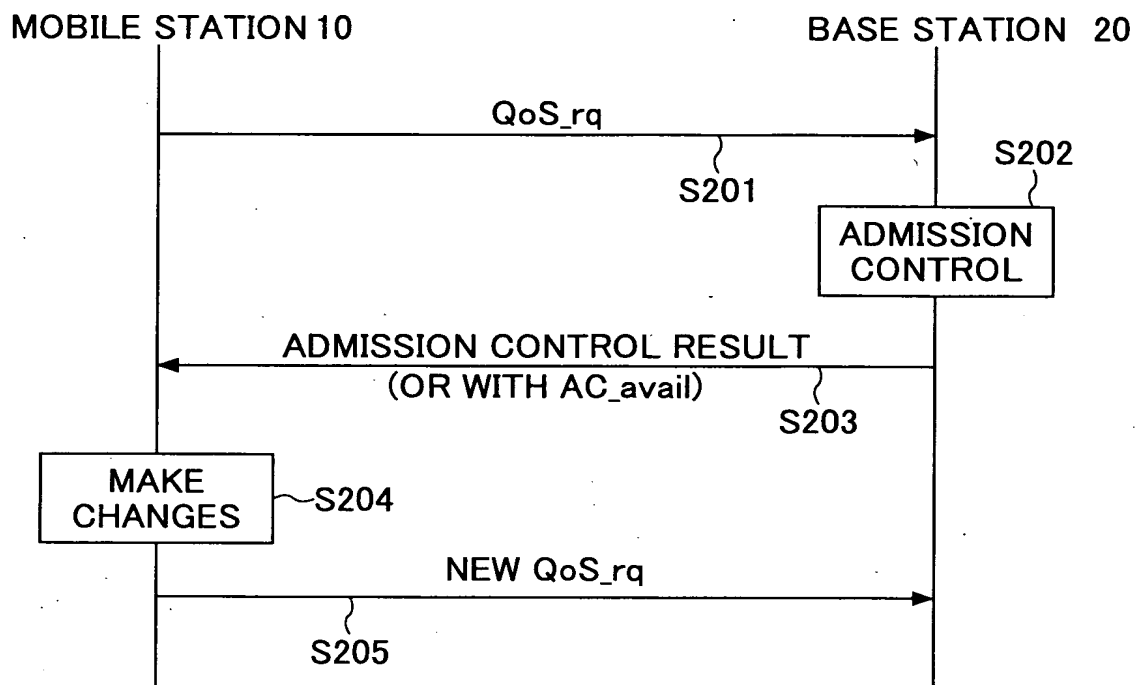 MOBILE STATION 10
BASE STATION 20
QoS_rq
S201
S202
ADMISSION
CONTROL
ADMISSION CONTROL RESULT
(OR WITH AC_avail)
S203
MAKE
CHANGES
S204
NEW QoS_rq
S205